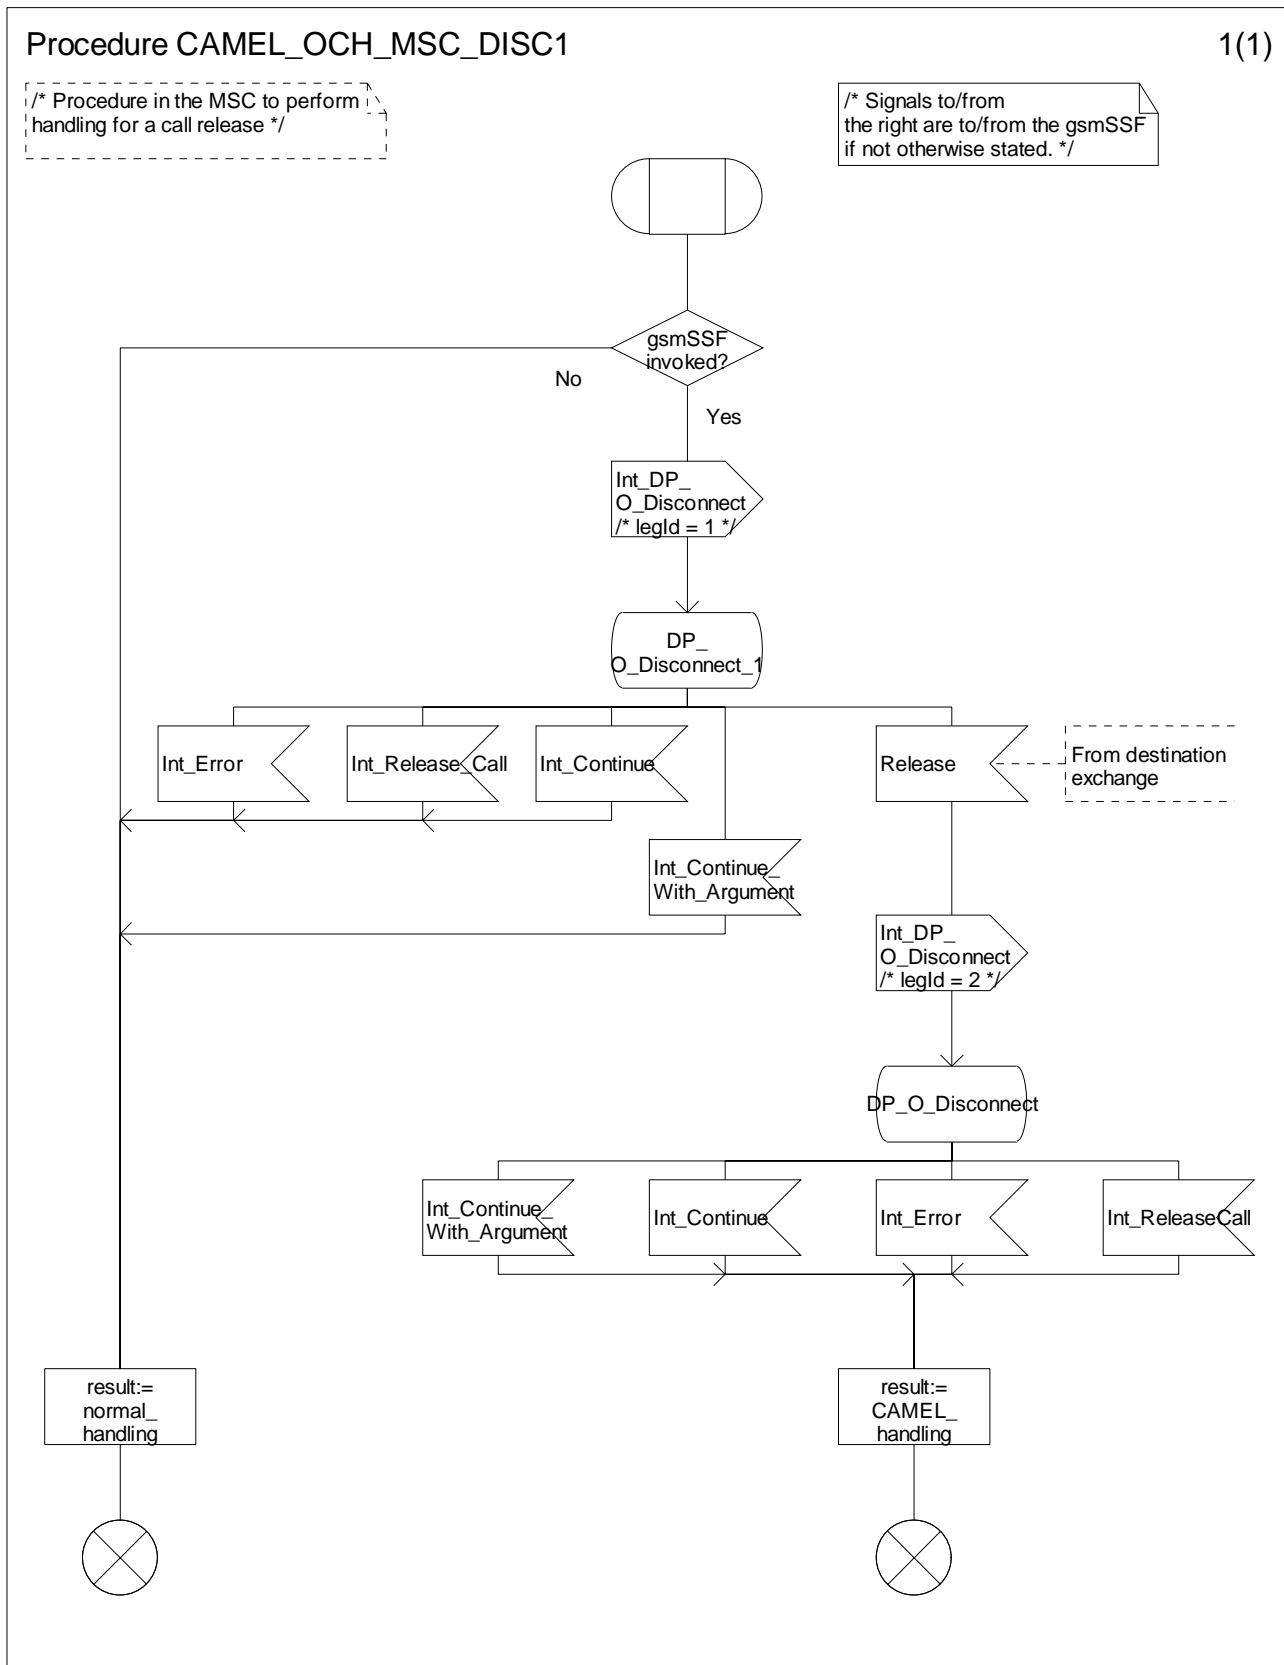 Procedure CAMEL_OCH_MSC_DISC1
1(1)
/* Procedure in the MSC to perform
handling for a call release */
/* Signals to/from
the right are to/from the gsmSSF
if not otherwise stated. */
gsmSSF
invoked?
No
Yes
Int_DP_
O_Disconnect
/* legId = 1 */
DP_
O_Disconnect_1
Int_Error
Int_Release_Call
Int_Continue
Release
From destination
exchange
Int_Continue_
With_Argument
Int_DP_
O_Disconnect
/* legId = 2 */
DP_O_Disconnect
Int_Continue_
With_Argument
Int_Continue
Int_Error
Int_ReleaseCall
result:=
normal_
handling
result:=
CAMEL_
handling